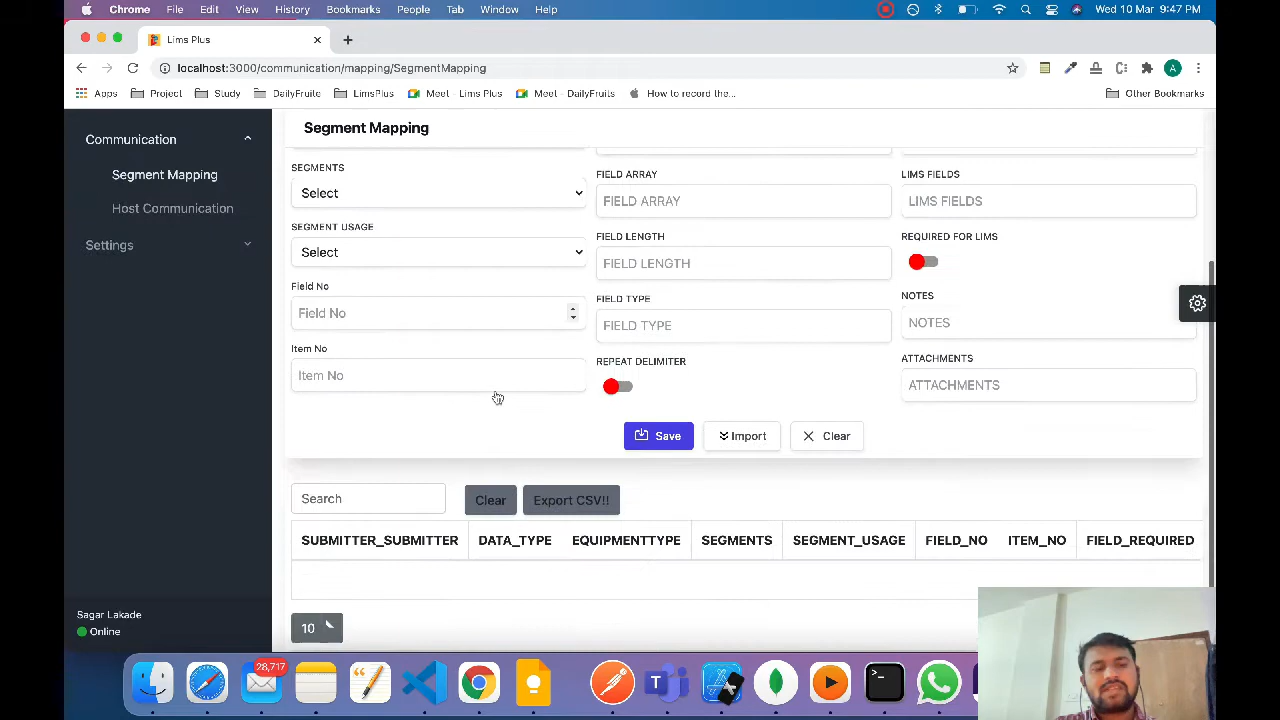 Chrome File Edit View History Bookmarks People Tab Window Help Wed 10 Mar 9:47 PM
Lims Plus
localhost:3000/communication/mapping/SegmentMapping A
Apps Project Study DailyFruite LimsPlus Meet - Lims Plus Meet - DailyFruits How to record the... Other Bookmarks
Communication
Segment Mapping
Host Communication
Settings
Sagar Lakade
Online
Segment Mapping
SEGMENTS
Select
SEGMENT USAGE
Select
Field No
Field No
Item No
Item No
FIELD ARRAY
FIELD ARRAY
FIELD LENGTH
FIELD LENGTH
FIELD TYPE
FIELD TYPE
REPEAT DELIMITER
LIMS FIELDS
LIMS FIELDS
REQUIRED FOR LIMS
NOTES
NOTES
ATTACHMENTS
ATTACHMENTS
Save Import Clear
Search Clear Export CSV!!
SUBMITTER_SUBMITTER DATA_TYPE EQUIPMENTTYPE SEGMENTS SEGMENT_USAGE FIELD_NO ITEM_NO FIELD_REQUIRED
10
28,717